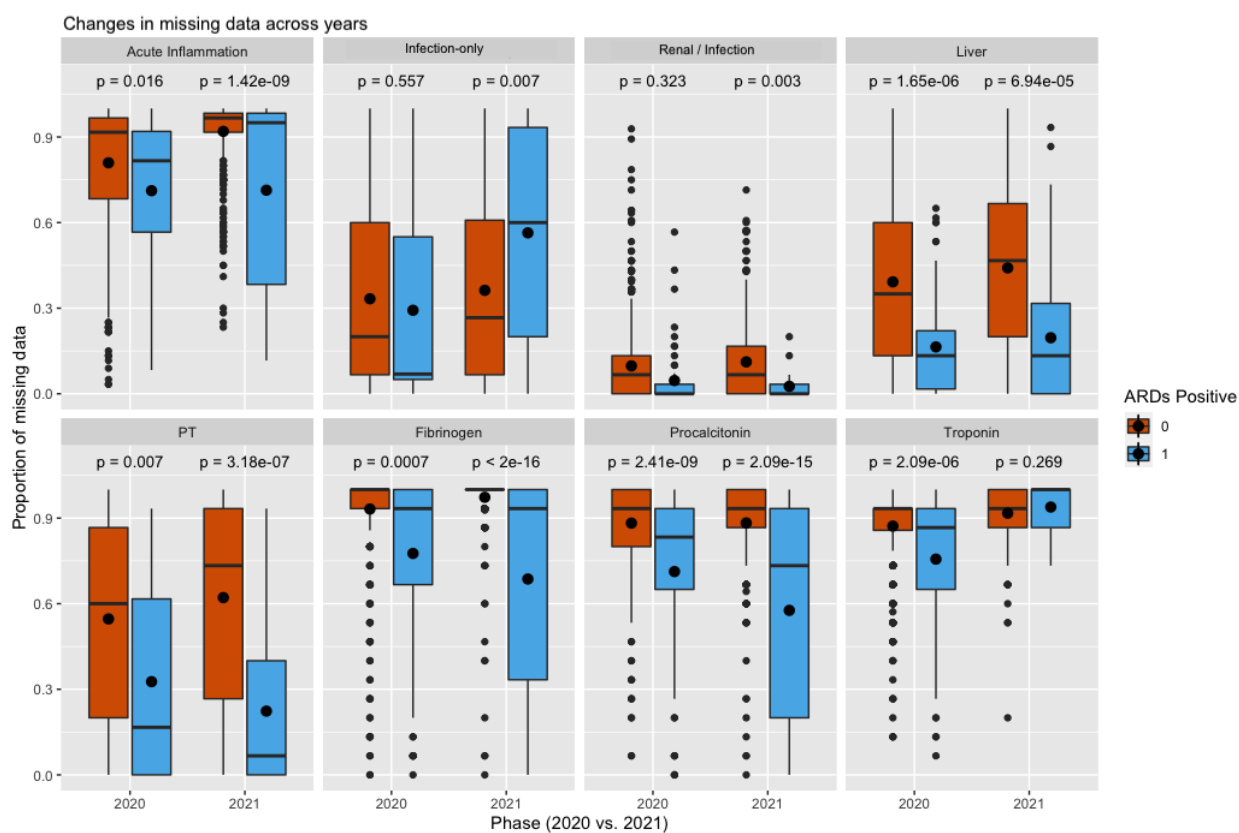 Changes in missing data across years
Acute Inflammation
Infection-only
Renal / Infection
Liver
p = 0.016
p = 1.42e-09
p = 0.557
p = 0.007
p = 0.323
p = 0.003
p = 1.65e-06
p = 6.94e-05
0.9
0.6
0.3
0.0
PT
Fibrinogen
Procalcitonin
Troponin
p = 0.007
p = 3.18e-07
p = 0.0007
p < 2e-16
p = 2.41e-09
p = 2.09e-15
p = 2.09e-06
p = 0.269
0.9
0.6
0.3
0.0
2020
2021
2020
2021
2020
2021
2020
2021
Proportion of missing data
Phase (2020 vs. 2021)
ARDs Positive
0
1